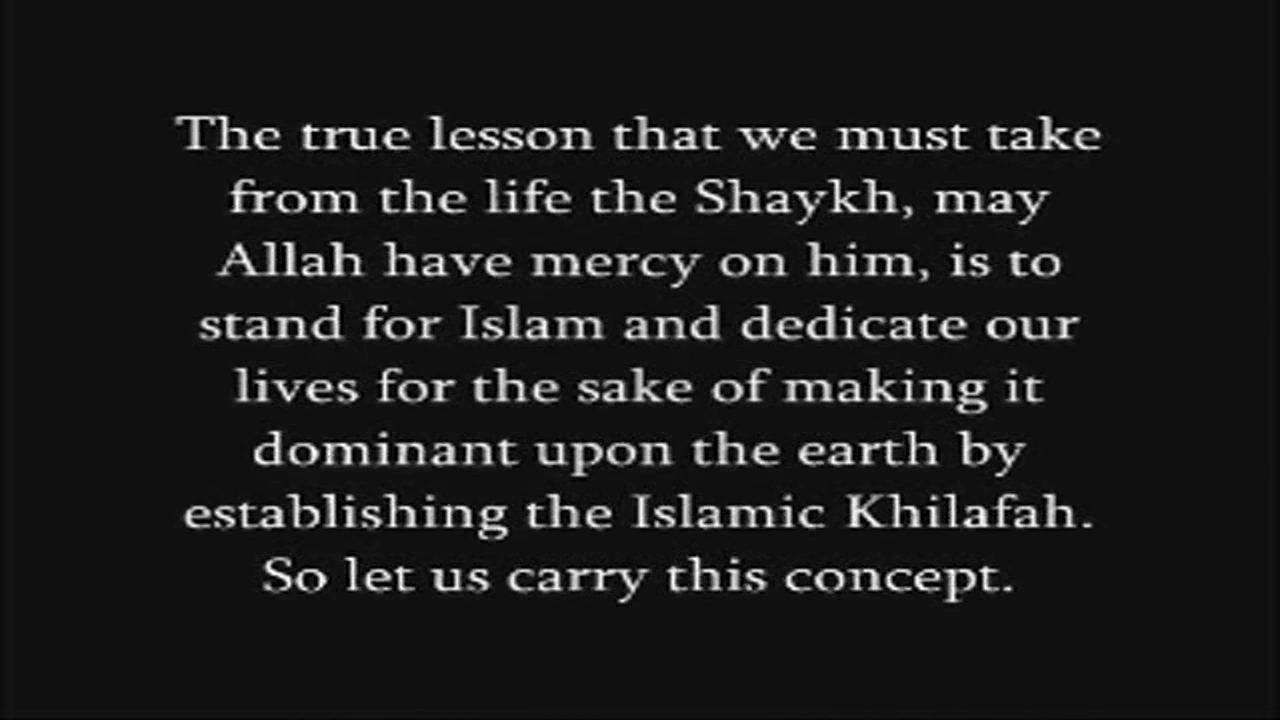 The true lesson that we must take
from the life the Shaykh, may
Allah have mercy on him, is to
stand for Islam and dedicate our
lives for the sake of making it
dominant upon the earth by
establishing the Islamic Khilafah.
So let us carry this concept.